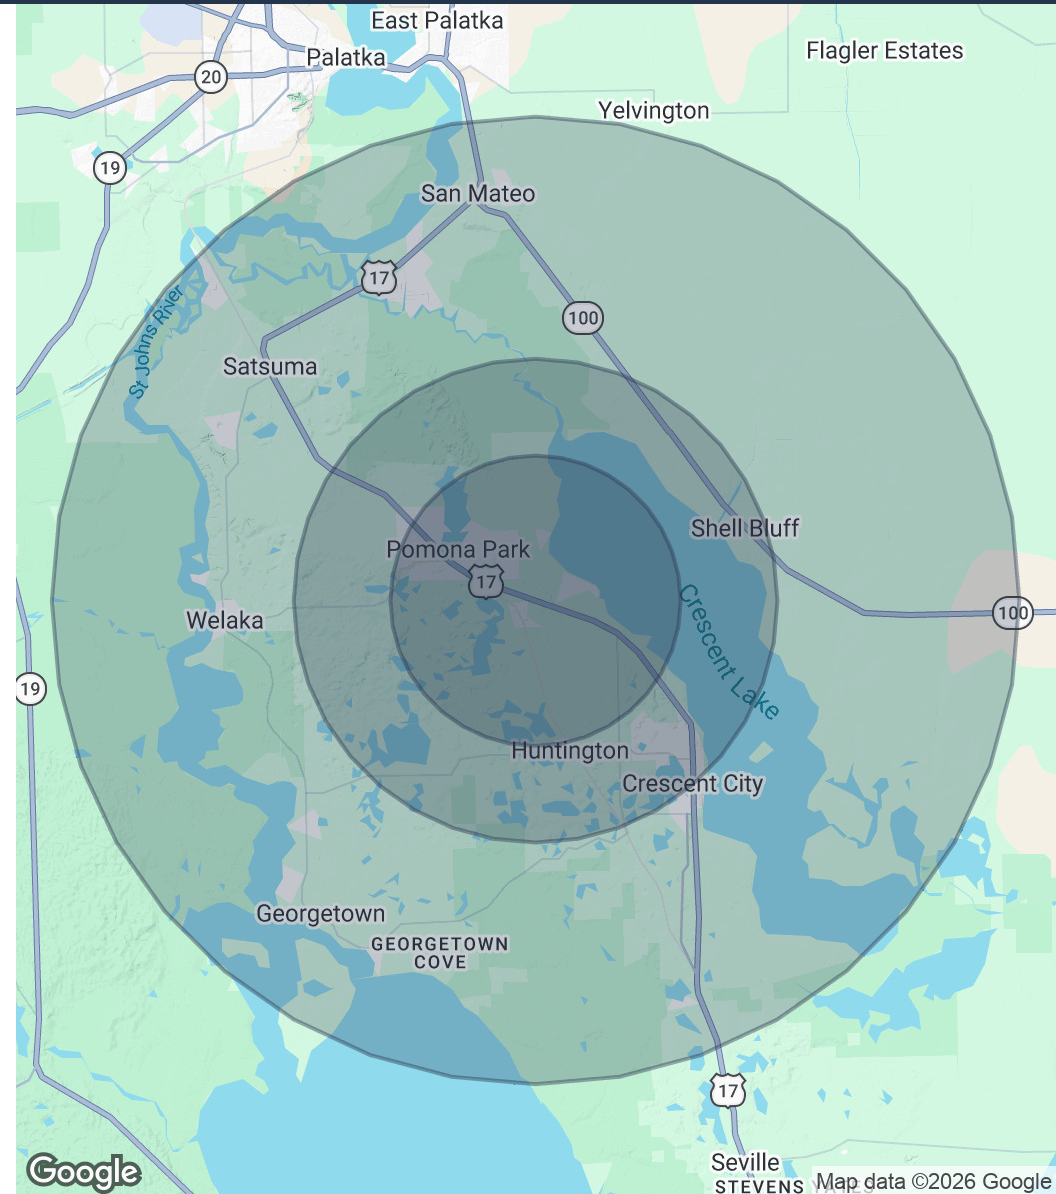 East Palatka
Flagler Estates
Palatka
20
Yelvington
19
San Mateo
17
100
St Johns River
Satsuma
Shell Bluff
Pomona Park
17
Crescent Lake
100
Welaka
19
Huntington
Crescent City
Georgetown
GEORGETOWN
COVE
17
Seville
Google
Map data ©2026 Google
STEVENS